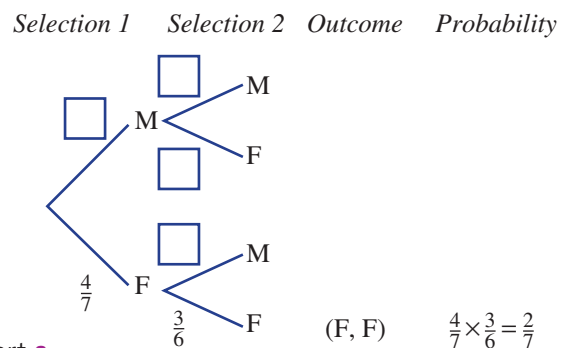 Selection 1 Selection 2 Outcome Probability
M
M
F
M
4/7 F
3/6 F (F, F) 4/7 × 3/6 = 2/7